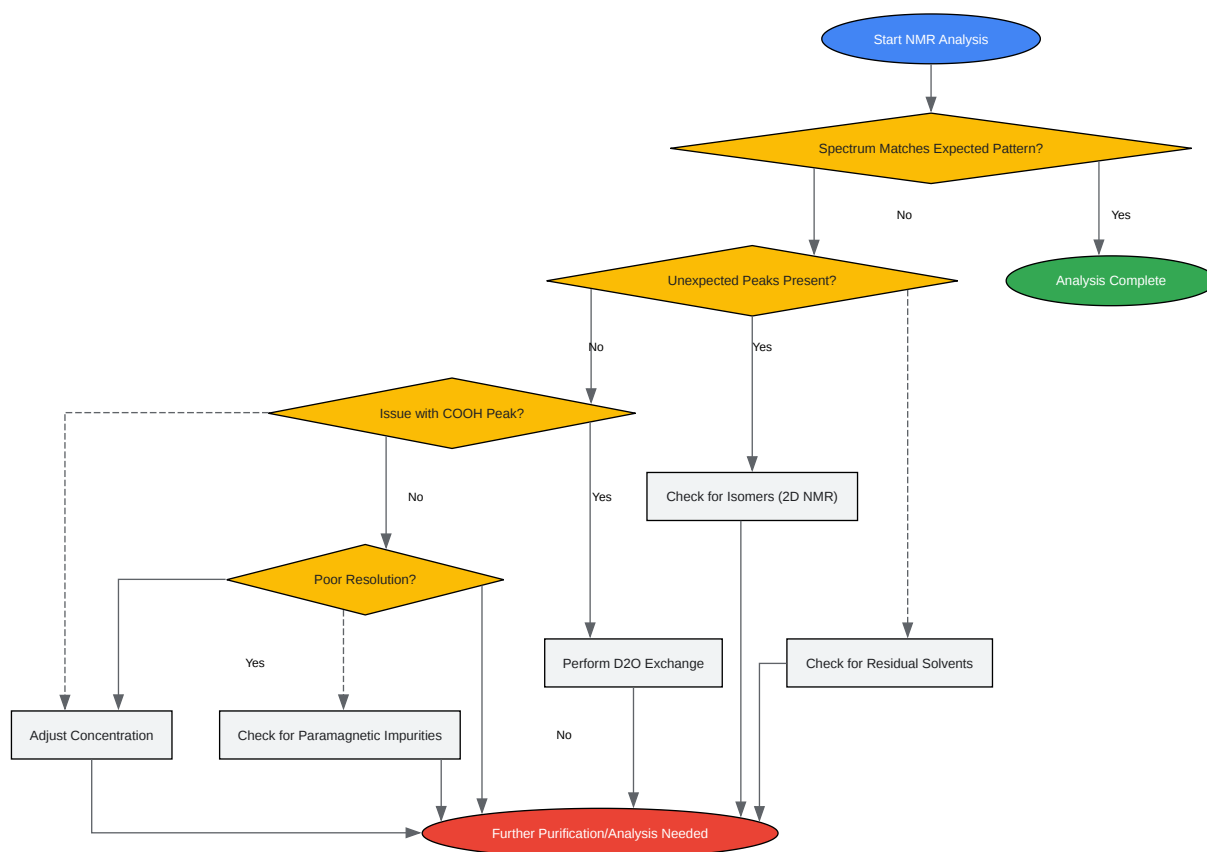 Start NMR Analysis
Spectrum Matches Expected Pattern?
No
Yes
Unexpected Peaks Present?
Analysis Complete
No
Yes
Issue with COOH Peak?
No
Yes
Check for Isomers (2D NMR)
Poor Resolution?
Yes
Perform D2O Exchange
Check for Residual Solvents
Adjust Concentration
Check for Paramagnetic Impurities
No
Further Purification/Analysis Needed